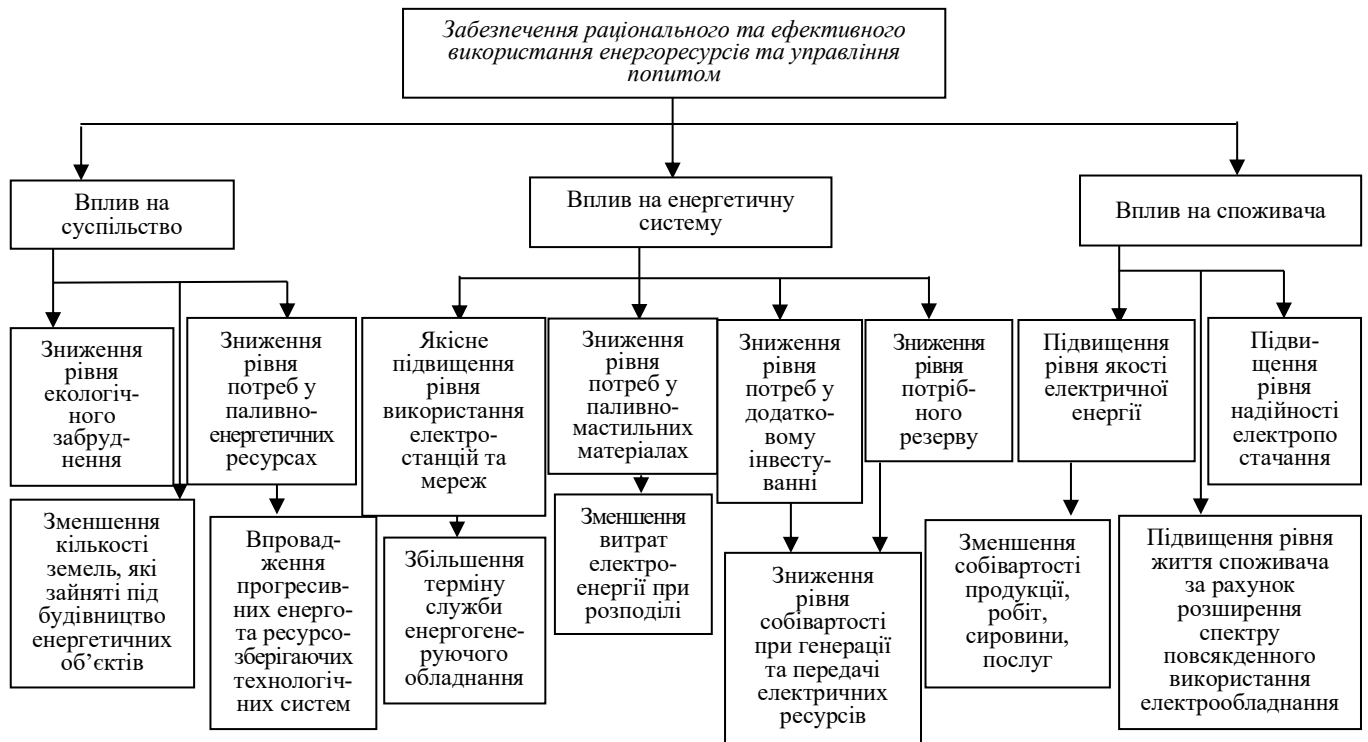 Забезпечення раціонального та ефективного
використання енергоресурсів та управління
попитом
Вплив на
суспільство
Вплив на енергетичну
систему
Вплив на споживача
Зниження
рівня
екологіч-
ного
забруд-
нення
Зниження
рівня
потреб у
паливно-
енергетичних
ресурсах
Якісне
підвищення
рівня
використання
електро-
станцій та
мереж
Зниження
рівня
потреб у
паливно-
мастильних
матеріалах
Зниження
рівня
потреб у
додатко-
вому
інвесту-
ванні
Зниження
рівня
потріб-
ного
резерву
Підвищення
рівня якості
електричної
енергії
Підви-
щення
рівня
надійності
електропо
стачання
Зменшення
кількості
земель, які
зайняті під
будівництво
енергетичних
об’єктів
Впровад-
ження
прогресив-
них енерго-
та ресурсо-
зберігаючих
технологіч-
них систем
Збільшення
терміну
служби
енергогене-
руючого
обладнання
Зменшення
витрат
електро-
енергії при
розподілі
Зниження
рівня
собівартості
при генерації
та передачі
електричних
ресурсів
Зменшення
собівартості
продукції,
робіт,
сировини,
послуг
Підвищення рівня
життя споживача
за рахунок
розширення
спектру
повсякденного
використання
електрообладнання